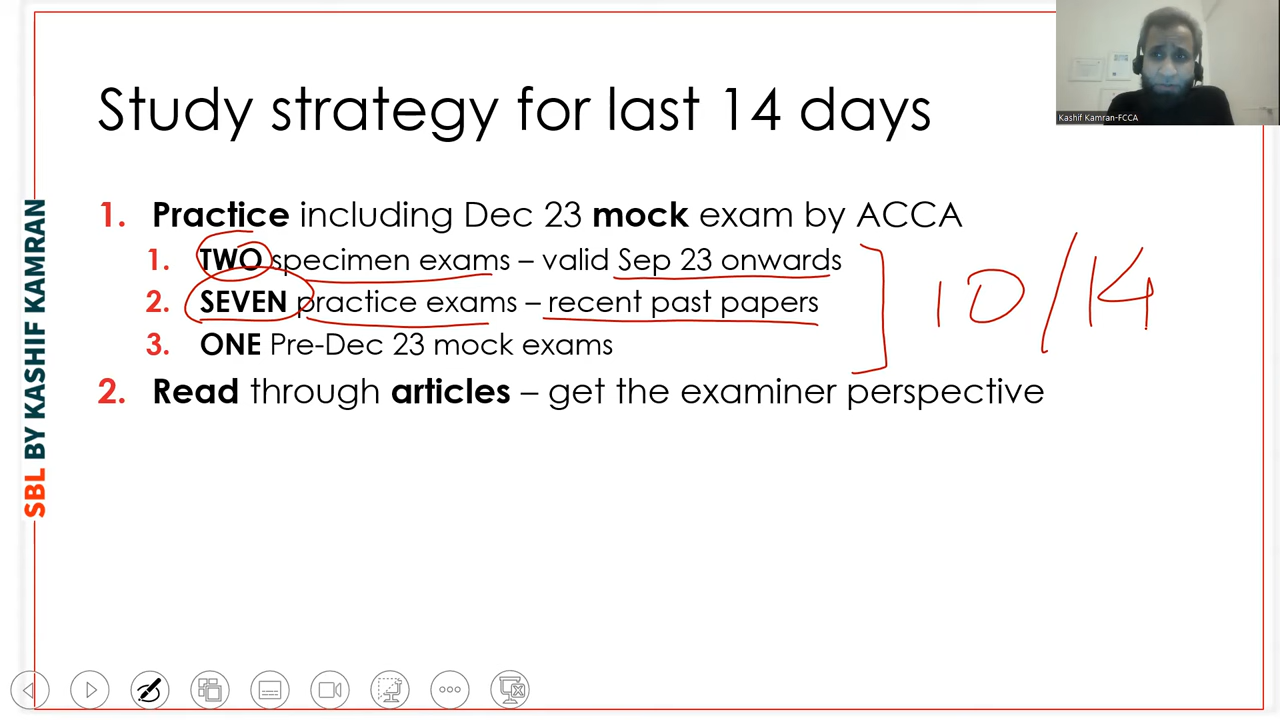 Study strategy for last 14 days
Kashif Kamran-FCCA
1. Practice including Dec 23 mock exam by ACCA
1. TWO specimen exams – valid Sep 23 onwards
2. SEVEN practice exams – recent past papers
3. ONE Pre-Dec 23 mock exams
10/14
2. Read through articles – get the examiner perspective
SBL BY KASHIF KAMRAN